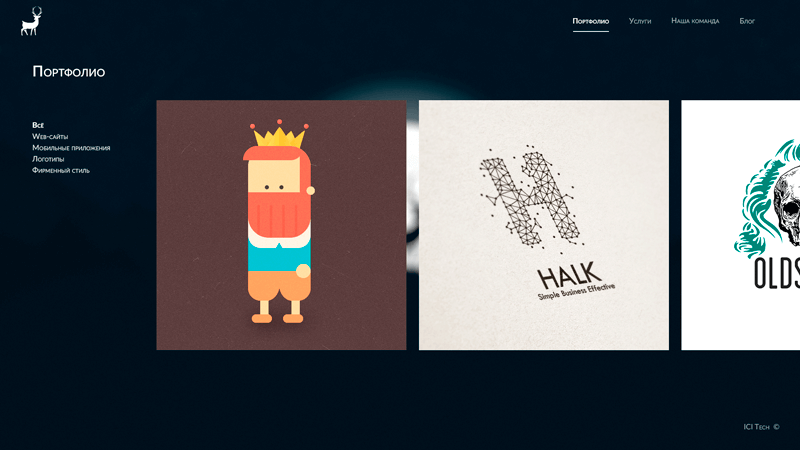 Портфолио
Услуги
Наша команда
Блог
Портфолио
Всё
Web-сайты
Мобильные приложения
Логотипы
Фирменный стиль
HALK
Simple Business Effective
OLDS
ICI Tech ©